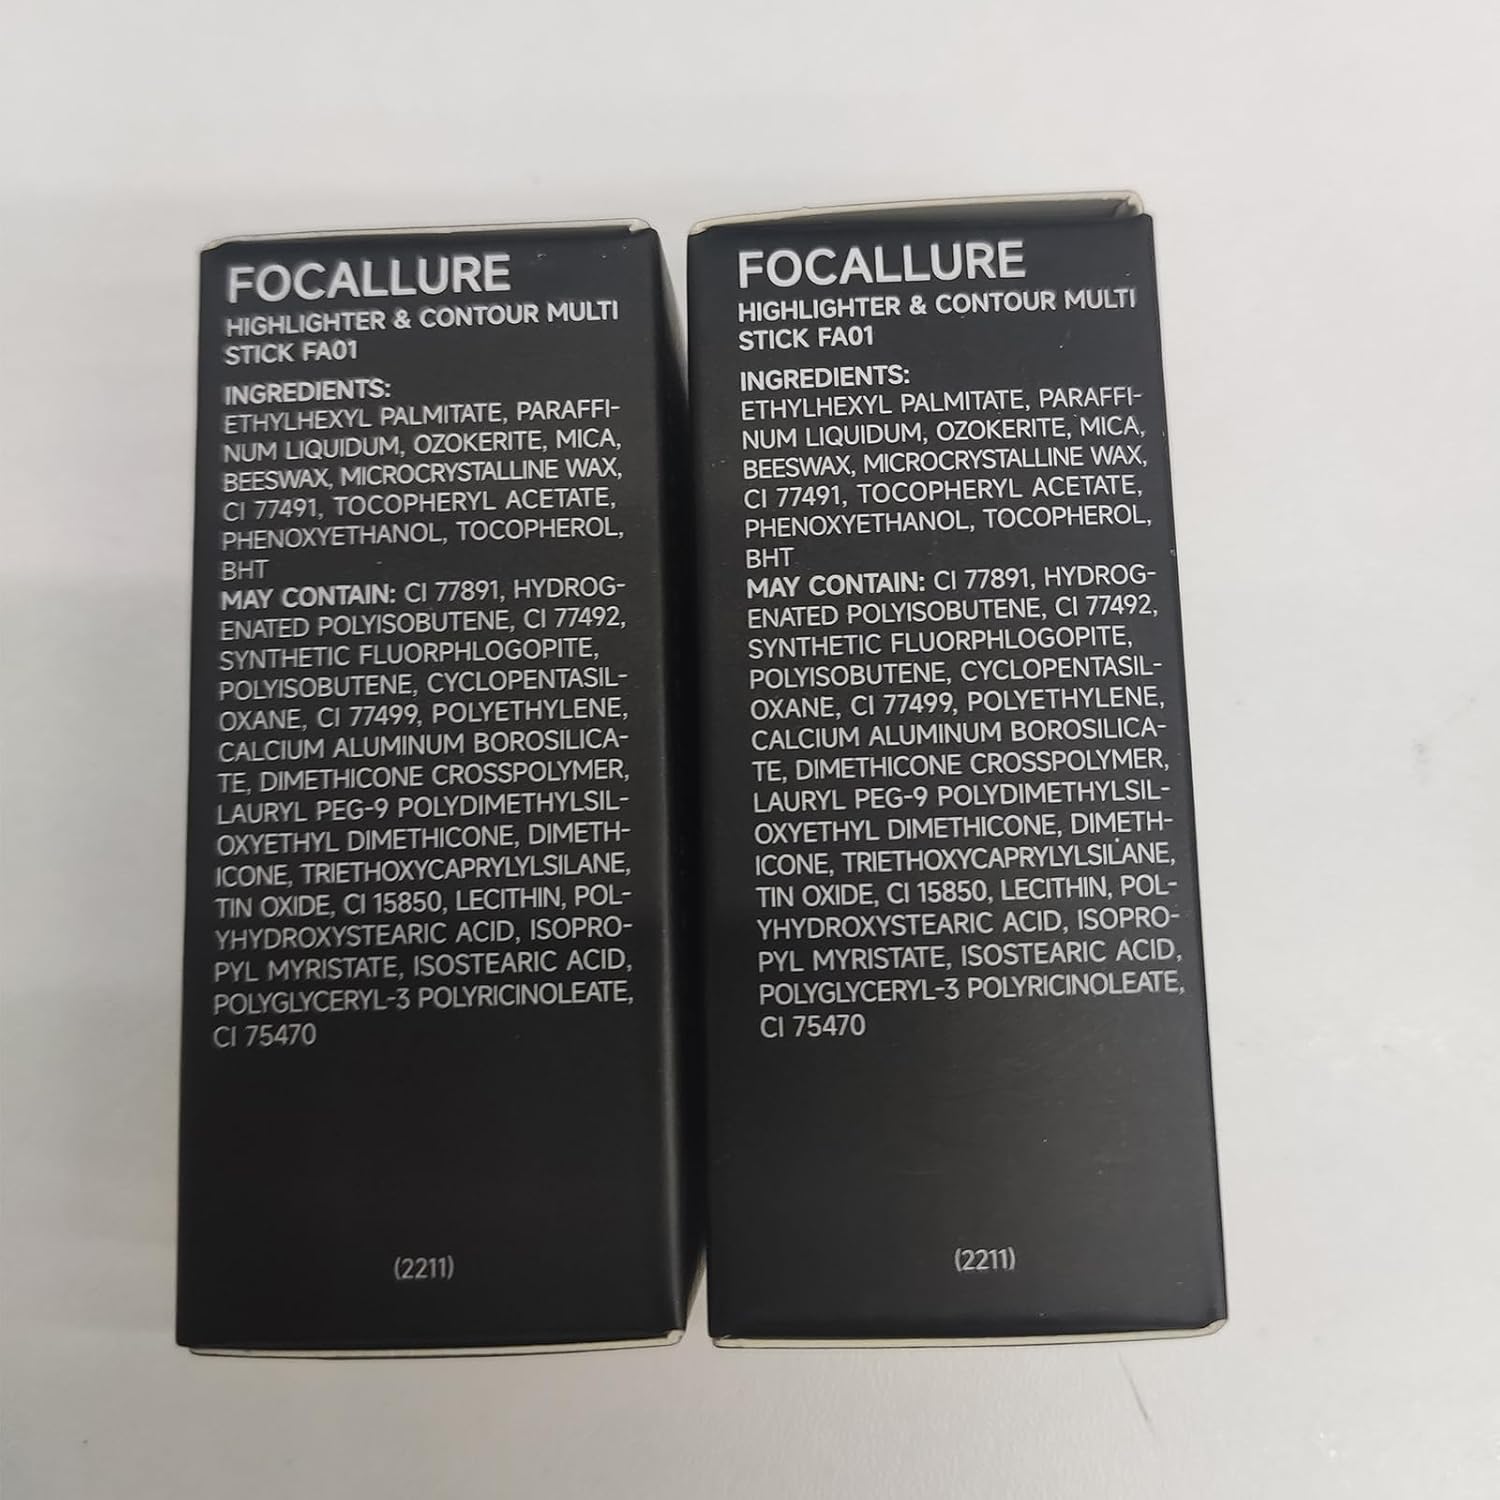 FOCALLURE
HIGHLIGHTER & CONTOUR MULTI
STICK FA01
INGREDIENTS:
ETHYLHEXYL PALMITATE, PARAFFI-
NUM LIQUIDUM, OZOKERITE, MICA,
BEESWAX, MICROCRYSTALLINE WAX,
CI 77491, TOCOPHERYL ACETATE,
PHENOXYETHANOL, TOCOPHEROL,
BHT
MAY CONTAIN: CI 77891, HYDROG-
ENATED POLYISOBUTENE, CI 77492,
SYNTHETIC FLUORPHLOGOPITE,
POLYISOBUTENE, CYCLOPENTASIL-
OXANE, CI 77499, POLYETHYLENE,
CALCIUM ALUMINUM BOROSILICA-
TE, DIMETHICONE CROSSPOLYMER,
LAURYL PEG-9 POLYDIMETHYLSIL-
OXYETHYL DIMETHICONE, DIMETH-
ICONE, TRIETHOXYCAPRYLYLSILANE,
TIN OXIDE, CI 15850, LECITHIN, POL-
YHYDROXYSTEARIC ACID, ISOPRO-
PYL MYRISTATE, ISOSTEARIC ACID,
POLYGLYCERYL-3 POLYRICINOLEATE,
CI 75470
(2211)
FOCALLURE
HIGHLIGHTER & CONTOUR MULTI
STICK FA01
INGREDIENTS:
ETHYLHEXYL PALMITATE, PARAFFI-
NUM LIQUIDUM, OZOKERITE, MICA,
BEESWAX, MICROCRYSTALLINE WAX,
CI 77491, TOCOPHERYL ACETATE,
PHENOXYETHANOL, TOCOPHEROL,
BHT
MAY CONTAIN: CI 77891, HYDROG-
ENATED POLYISOBUTENE, CI 77492,
SYNTHETIC FLUORPHLOGOPITE,
POLYISOBUTENE, CYCLOPENTASIL-
OXANE, CI 77499, POLYETHYLENE,
CALCIUM ALUMINUM BOROSILICA-
TE, DIMETHICONE CROSSPOLYMER,
LAURYL PEG-9 POLYDIMETHYLSIL-
OXYETHYL DIMETHICONE, DIMETH-
ICONE, TRIETHOXYCAPRYLYLSILANE,
TIN OXIDE, CI 15850, LECITHIN, POL-
YHYDROXYSTEARIC ACID, ISOPRO-
PYL MYRISTATE, ISOSTEARIC ACID,
POLYGLYCERYL-3 POLYRICINOLEATE,
CI 75470
(2211)